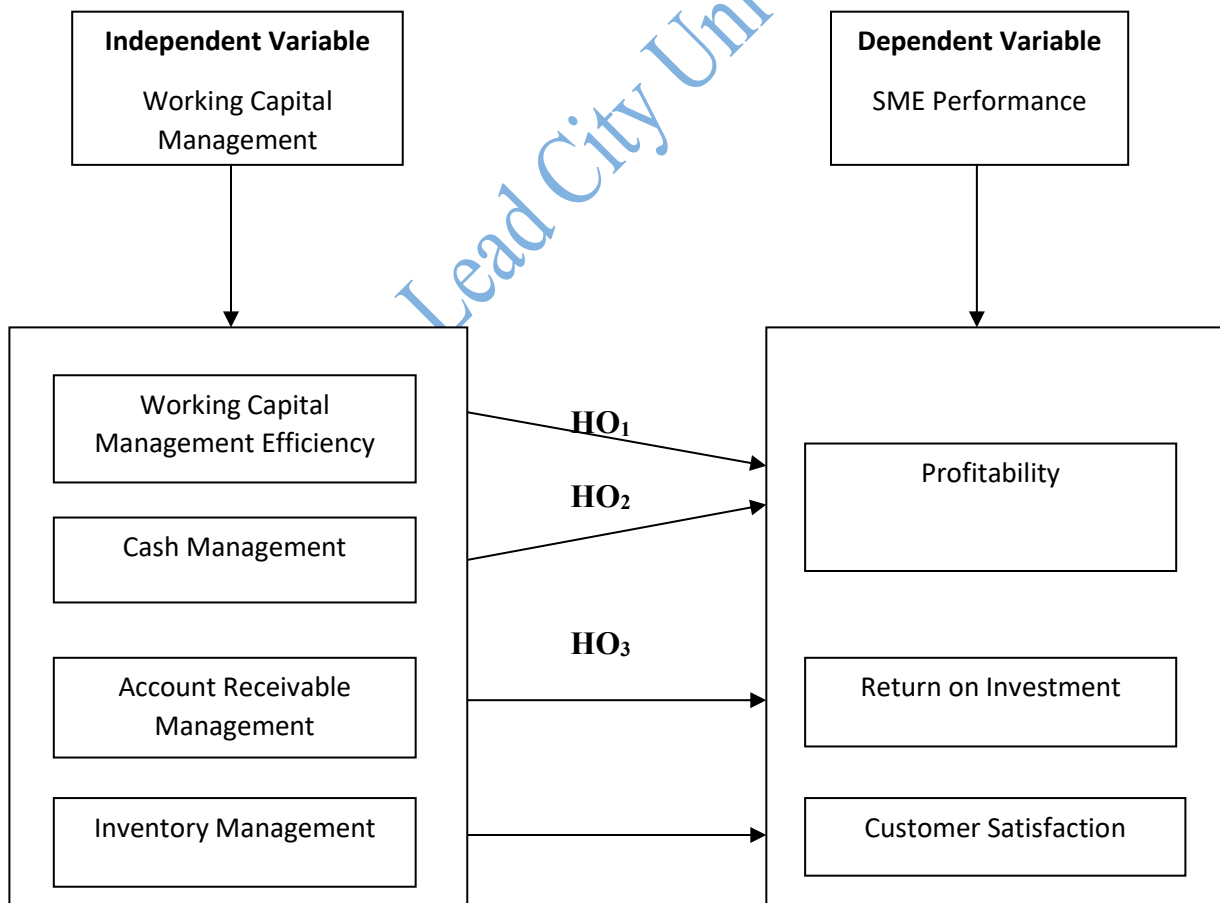 Independent Variable
Working Capital
Management
Dependent Variable
SME Performance
Lead City Uni
Working Capital
Management Efficiency
Cash Management
Account Receivable
Management
Inventory Management
HO₁
HO₂
HO₃
Profitability
Return on Investment
Customer Satisfaction